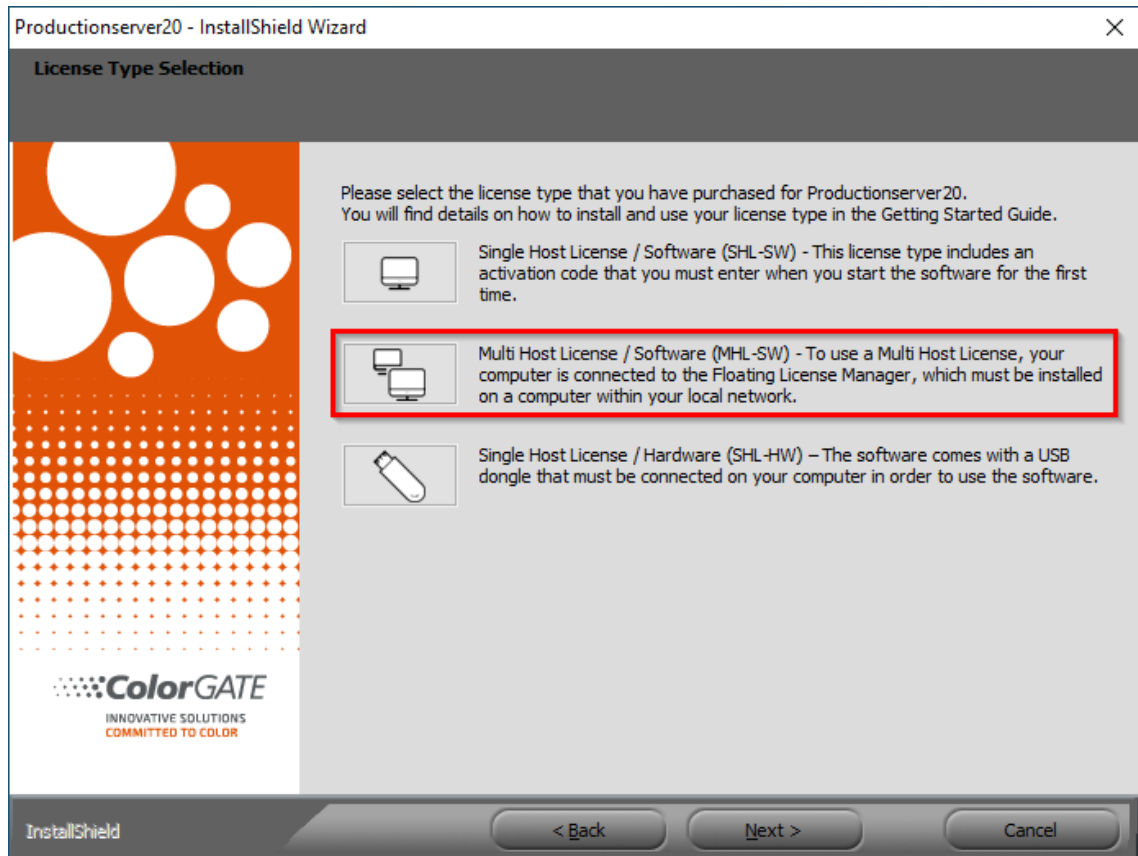 Productionserver20 - InstallShield Wizard
License Type Selection
Please select the license type that you have purchased for Productionserver20.
You will find details on how to install and use your license type in the Getting Started Guide.
Single Host License / Software (SHL-SW) - This license type includes an
activation code that you must enter when you start the software for the first
time.
Multi Host License / Software (MHL-SW) - To use a Multi Host License, your
computer is connected to the Floating License Manager, which must be installed
on a computer within your local network.
Single Host License / Hardware (SHL-HW) – The software comes with a USB
dongle that must be connected on your computer in order to use the software.
ColorGATE
INNOVATIVE SOLUTIONS
COMMITTED TO COLOR
InstallShield
< Back
Next >
Cancel